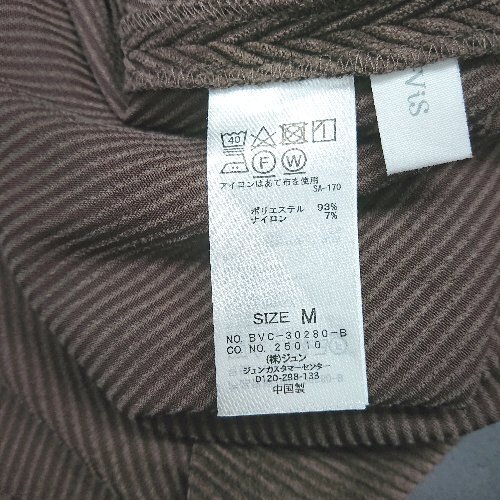 ViS
40
F W
アイロンはあて布を使用
SA-170
ポリエステル 93%
ナイロン 7%
SIZE M
NO. BVC-30280-B
CO. NO. 25010
(株)ジュン
ジュンカスタマーセンター
0120-298-133
中国製